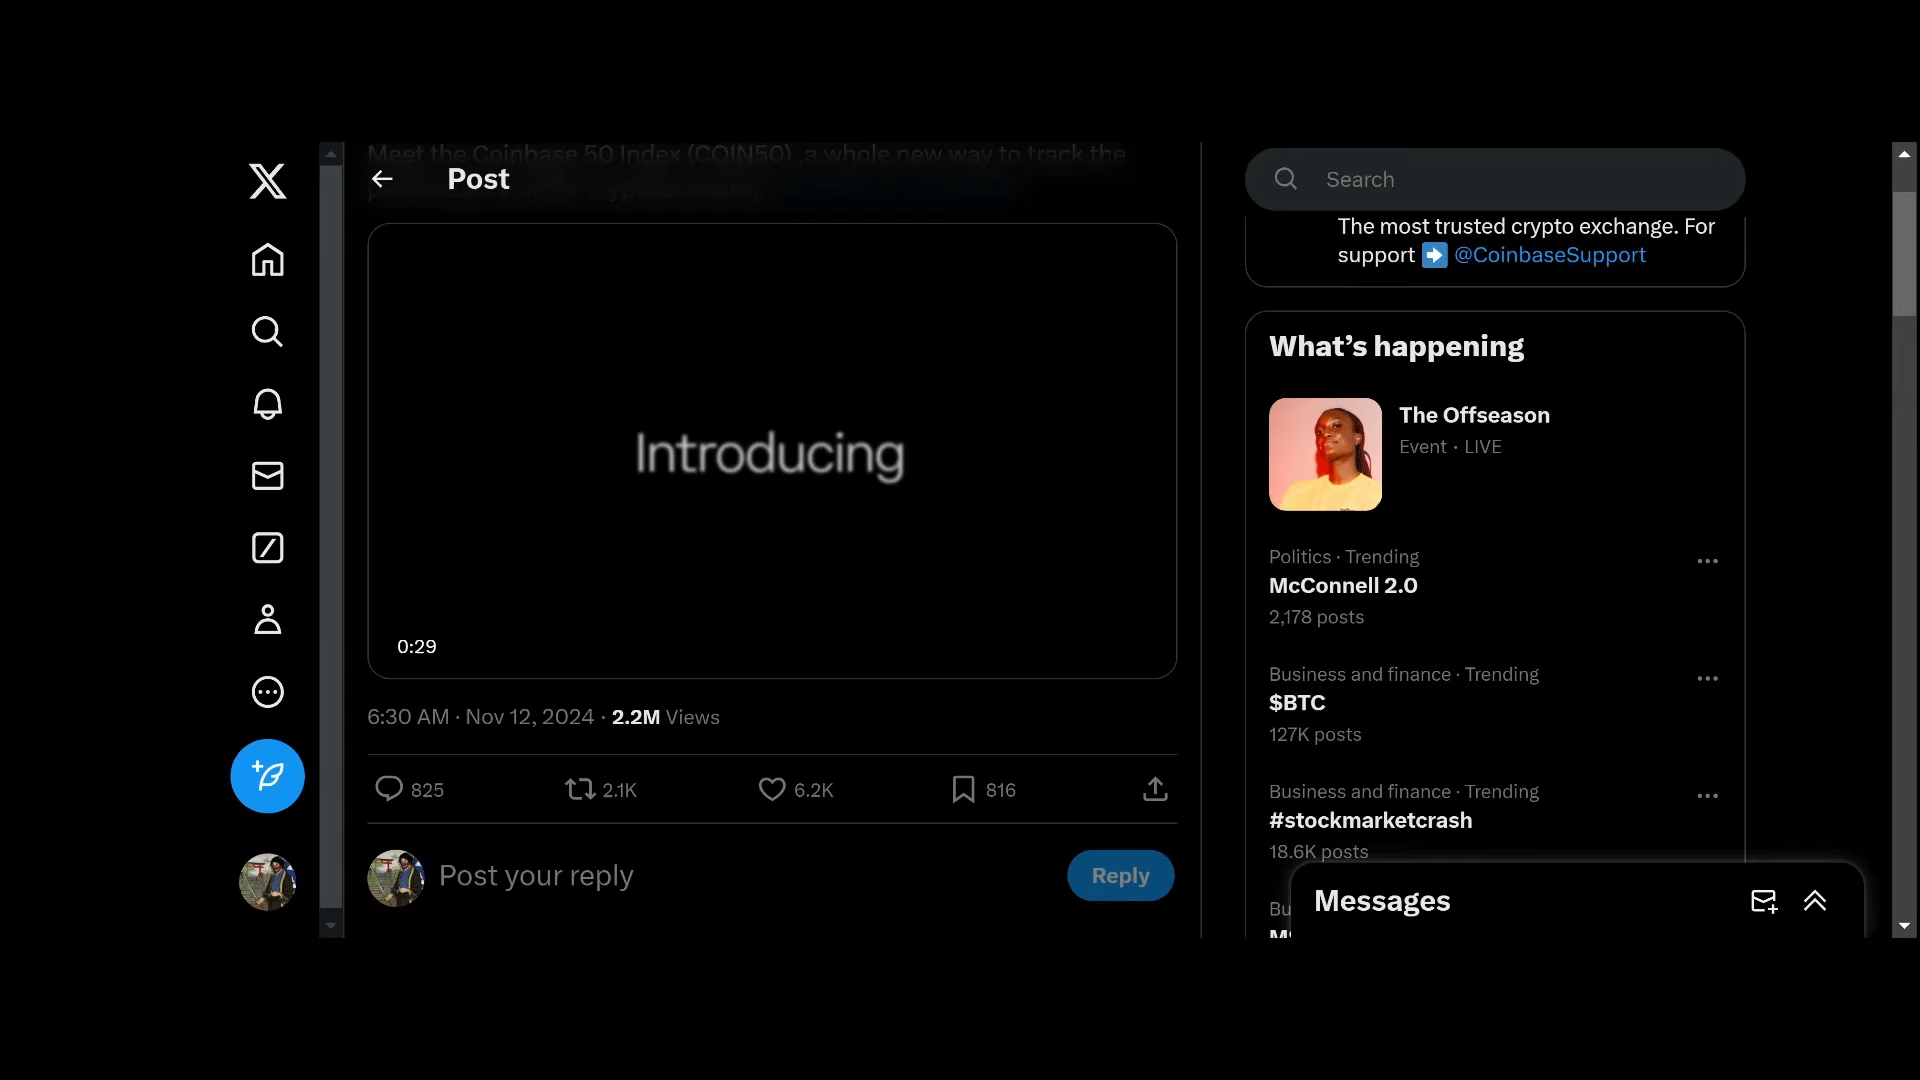 Meet the Coinbase 50 Index (COIN50), a whole new way to track the
Post
Introducing
0:29
6:30 AM · Nov 12, 2024 · 2.2M Views
825
2.1K
6.2K
816
Post your reply
Reply
Search
The most trusted crypto exchange. For
support ➡️ @CoinbaseSupport
What’s happening
The Offseason
Event · LIVE
Politics · Trending
McConnell 2.0
2,178 posts
Business and finance · Trending
$BTC
127K posts
Business and finance · Trending
#stockmarketcrash
18.6K posts
Bu
Messages